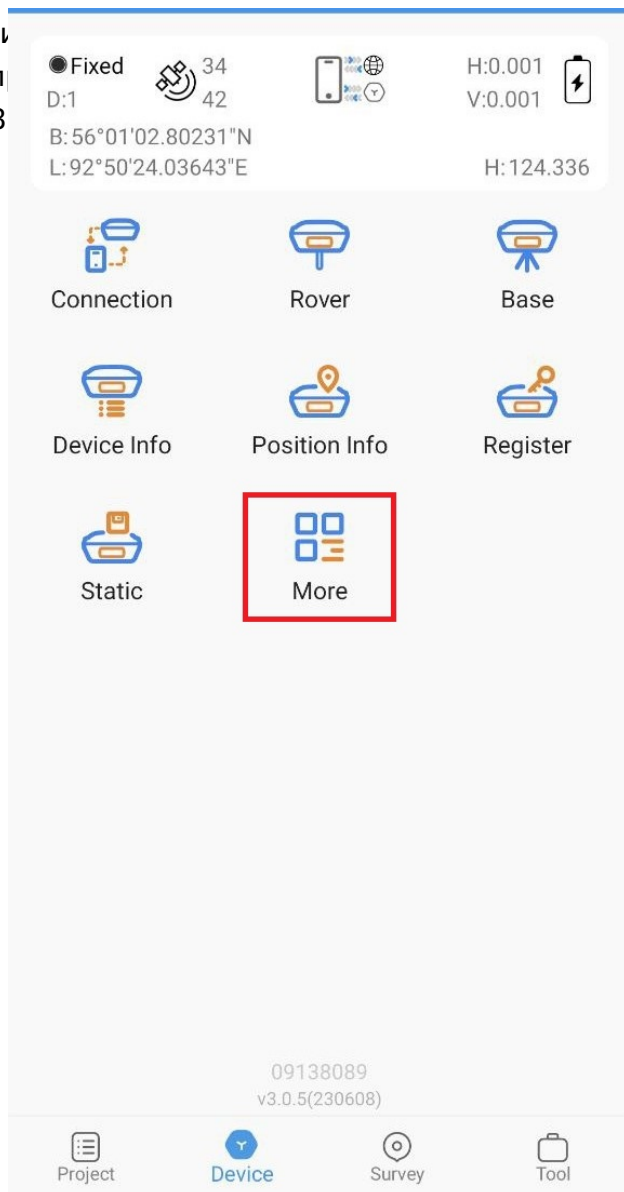 Fixed 34 H:0.001
D:1 42 V:0.001
B:56°01'02.80231"N
L:92°50'24.03643"E H:124.336
Connection Rover Base
Device Info Position Info Register
Static More
09138089
v3.0.5(230608)
Project Device Survey Tool